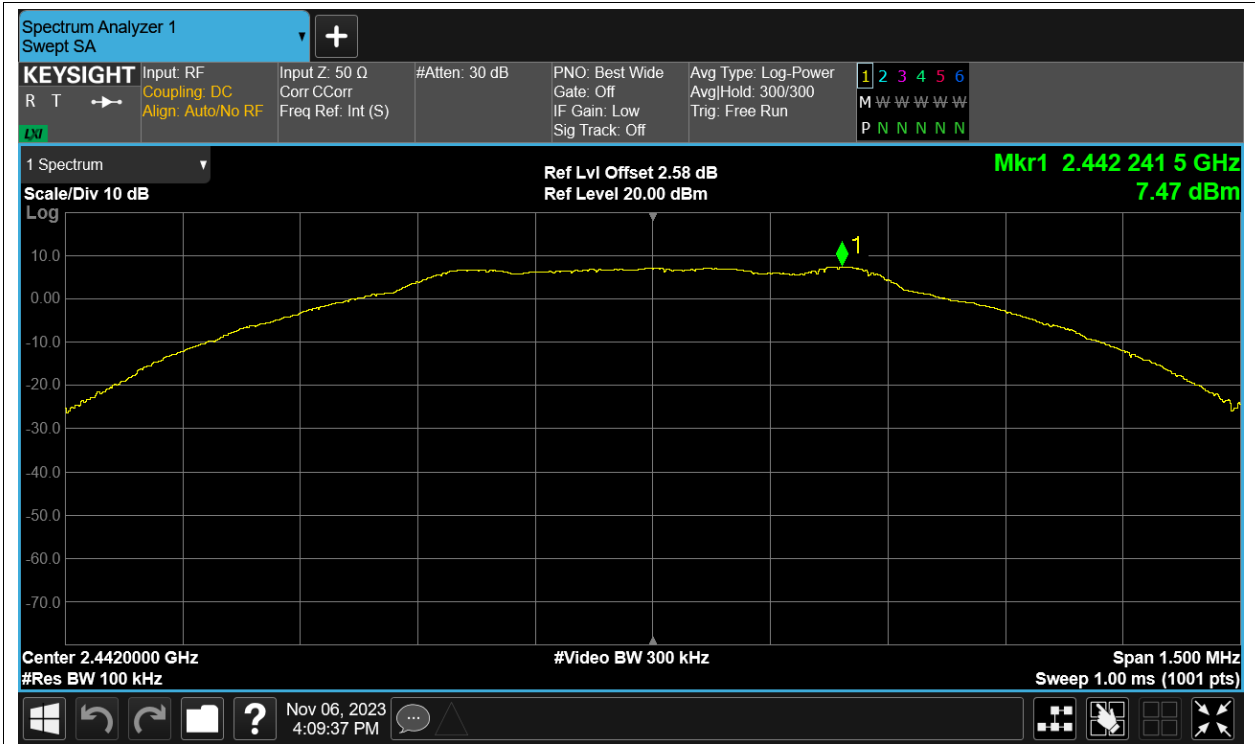 Spectrum Analyzer 1
Swept SA
KEYSIGHT
R T
LXI
Input: RF
Coupling: DC
Align: Auto/No RF
Input Z: 50 Ω
Corr CCorr
Freq Ref: Int (S)
#Atten: 30 dB
PNO: Best Wide
Gate: Off
IF Gain: Low
Sig Track: Off
Avg Type: Log-Power
Avg|Hold: 300/300
Trig: Free Run
1 2 3 4 5 6
M W W W W W W
P N N N N N N
1 Spectrum
Scale/Div 10 dB
Log
Ref Lvl Offset 2.58 dB
Ref Level 20.00 dBm
Mkr1 2.442 241 5 GHz
7.47 dBm
1
10.0
0.00
-10.0
-20.0
-30.0
-40.0
-50.0
-60.0
-70.0
Center 2.4420000 GHz
#Res BW 100 kHz
#Video BW 300 kHz
Span 1.500 MHz
Sweep 1.00 ms (1001 pts)
?
Nov 06, 2023
4:09:37 PM